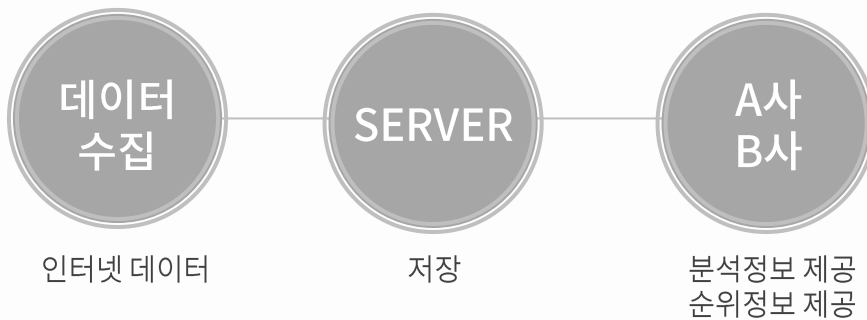 데이터
수집
SERVER
A사
B사
인터넷 데이터
저장
분석정보 제공
순위정보 제공